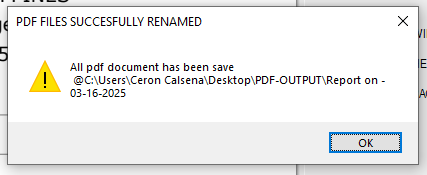 FINES
PDF FILES SUCCESFULLY RENAMED
All pdf document has been save
@C:\Users\Ceron Calsena\Desktop\PDF-OUTPUT\Report on -
03-16-2025
OK